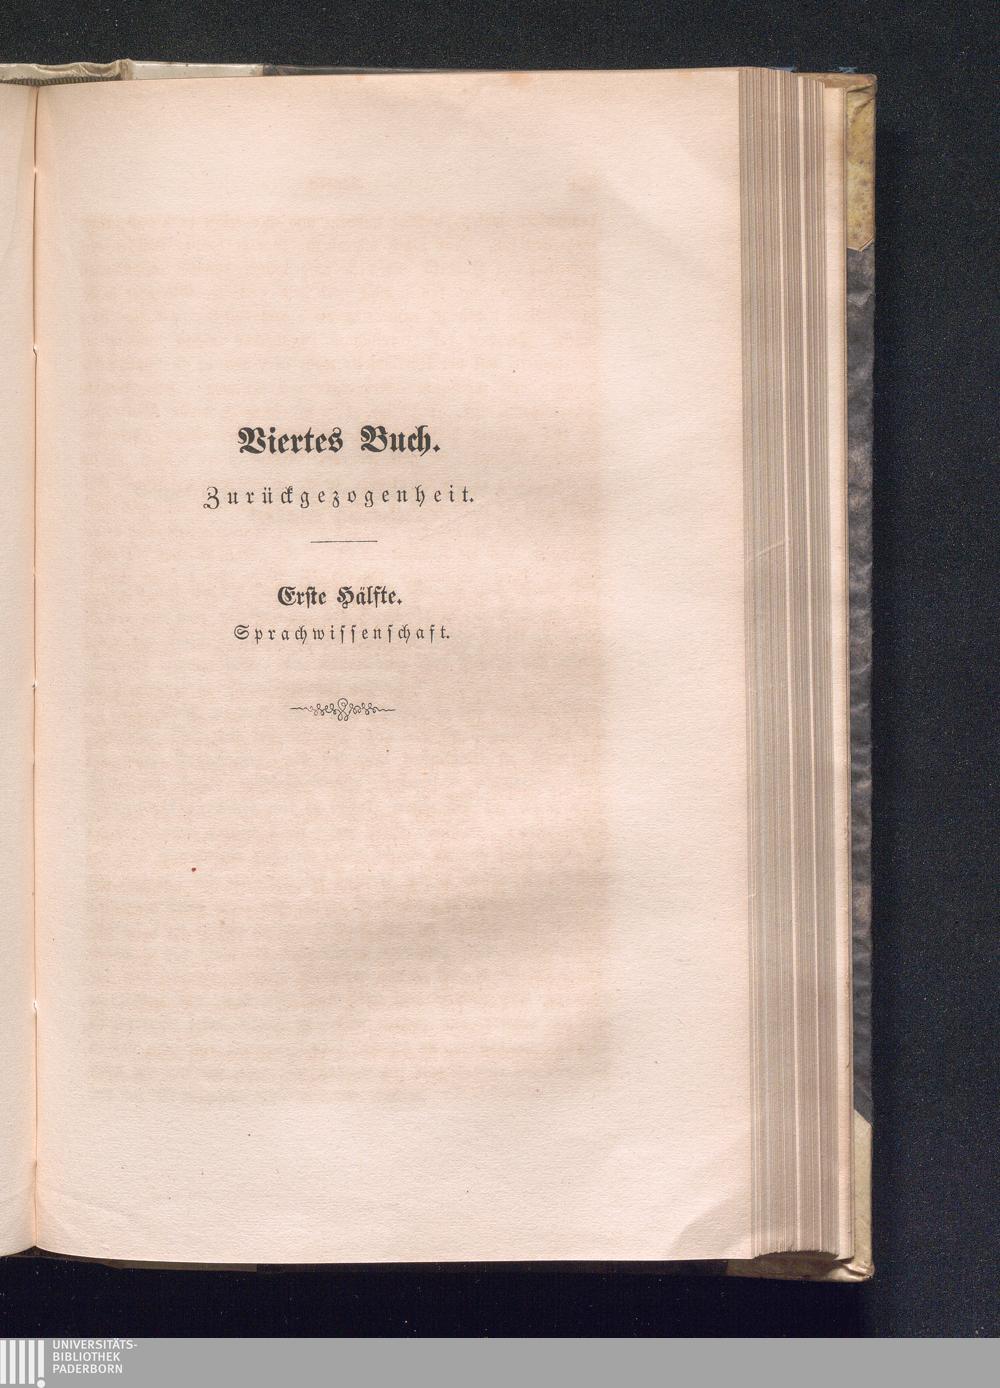 Viertes Buch.
Zurückgezogenheit.
Erste Hälfte.
Sprachwissenschaft.
UNIVERSITÄTS-
BIBLIOTHEK
PADERBORN